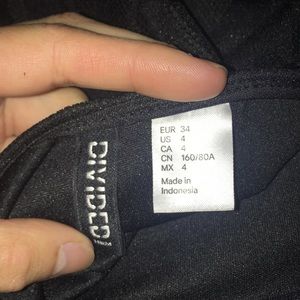 DIVIDED
EUR 34
US 4
CA 4
CN 160/80A
MX 4
Made in
Indonesia